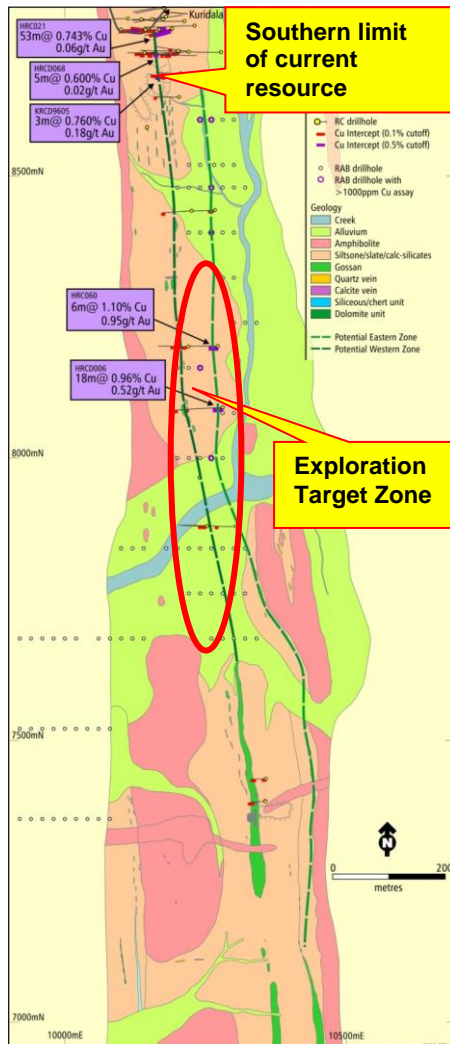 HRC021
53m@ 0.743% Cu
0.06g/t Au
Kuridala
HRCD068
5m@ 0.600% Cu
0.02g/t Au
KRCD9605
3m@ 0.760% Cu
0.18g/t Au
Southern limit
of current
resource
RC drillhole
Cu Intercept (0.1% cutoff)
Cu Intercept (0.5% cutoff)
RAB drillhole
RAB drillhole with
>1000ppm Cu assay
Geology
Creek
Alluvium
Amphibolite
Siltsone/slate/calc-silicates
Gossan
Quartz vein
Calcite vein
Siliceous/chert unit
Dolomite unit
Potential Eastern Zone
Potential Western Zone
8500mN
HRC060
6m@ 1.10% Cu
0.95g/t Au
HRCD006
18m@ 0.96% Cu
0.52g/t Au
8000mN
Exploration
Target Zone
7500mN
N
0 200
metres
7000mN
10000mE
10500mE